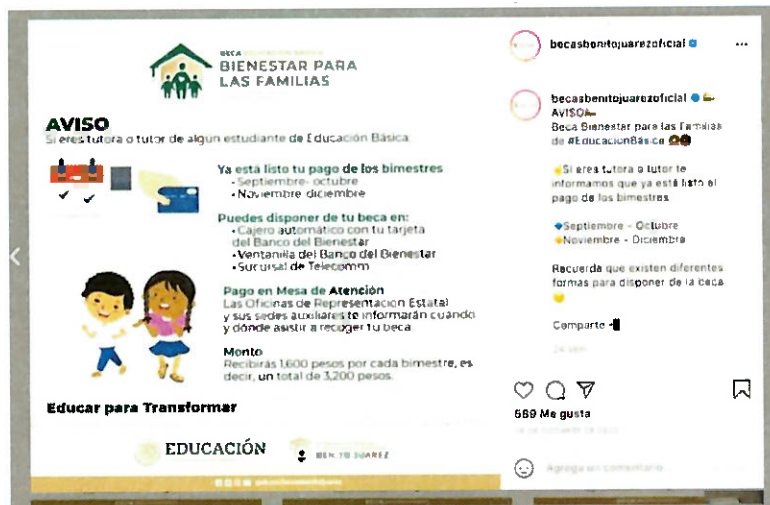 BECA
BIENESTAR PARA
LAS FAMILIAS
AVISO
Si eres tutora o tutor de algún estudiante de Educación Básica.
Ya está listo tu pago de los bimestres
• Septiembre- octubre
• Noviembre diciembre
Puedes disponer de tu beca en:
• Cajero automático con tu tarjeta
del Banco del Bienestar
• Ventanilla del Banco del Bienestar
• Sucursal de Telecomm
Pago en Mesa de Atención
Las Oficinas de Representación Estatal
y sus sedes auxiliares te informarán cuándo
y dónde asistir a recoger tu beca
Monto
Recibirás 1,600 pesos por cada bimestre, es
decir, un total de 3,200 pesos.
Educar para Transformar
EDUCACIÓN
BENITO JUÁREZ
becasbenitojuarezoficial
becasbenitojuarezoficial
AVISO
Beca Bienestar para las Familias
de #EducaciónBásica
Si eres tutora o tutor te
informamos que ya está listo el
pago de los bimestres
Septiembre - Octubre
Noviembre - Diciembre
Recuerda que existen diferentes
formas para disponer de la beca
Comparte
24 sem
589 Me gusta
Agrega un comentario